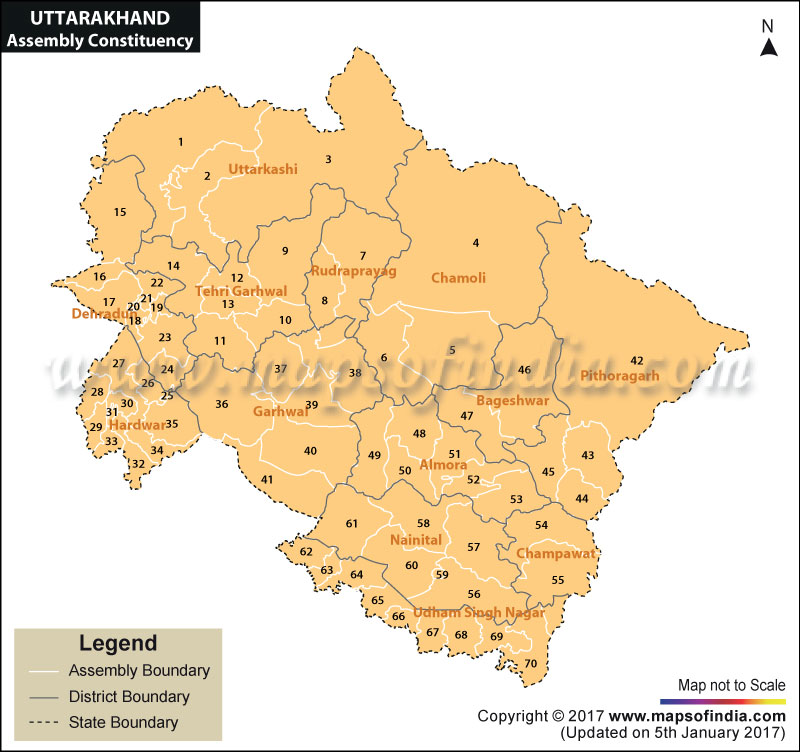 UTTARAKHAND
Assembly Constituency
N
1
2
Uttarkashi
3
15
4
9
7
14
12
Rudraprayag
16
22
Tehri Garhwal
Chamoli
17
21
20
19
13
8
Dehradun
18
10
23
11
5
6
42
27
24
37
38
46
Pithoragarh
www.mapsofindia.com
26
28
25
30
36
39
Bageshwar
31
Garhwal
47
29
Hardwar
35
33
48
34
40
49
51
43
32
50
Almora
45
41
52
44
53
61
58
54
Nainital
57
62
Champawat
63
64
60
59
55
65
56
66
Udham Singh Nagar
67
68
69
70
Legend
Assembly Boundary
District Boundary
State Boundary
Map not to Scale
Copyright © 2017 www.mapsofindia.com
(Updated on 5th January 2017)